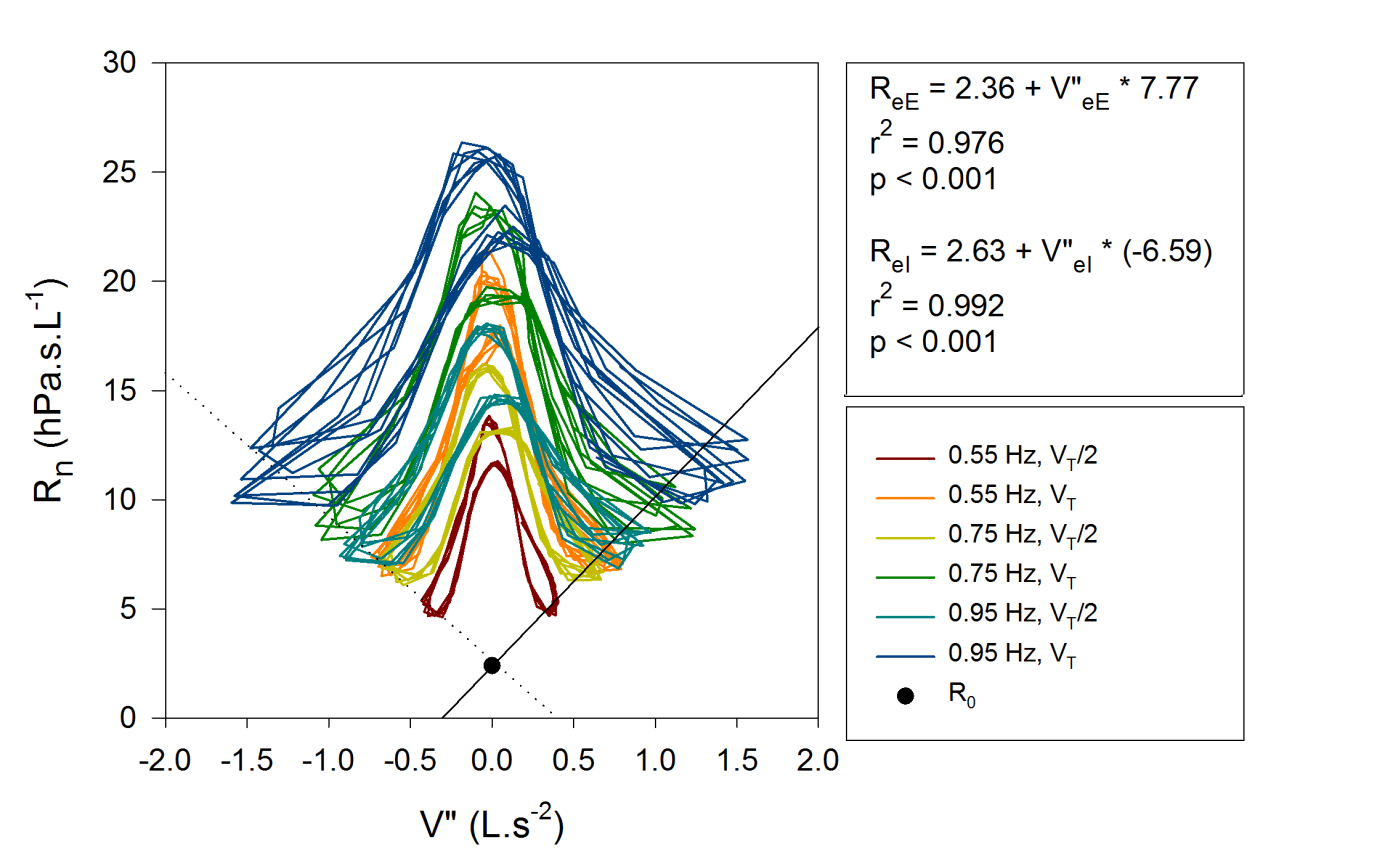 30
25
20
15
10
5
0
-2.0 -1.5 -1.0 -0.5 0.0 0.5 1.0 1.5 2.0
Rn (hPa.s.L-1)
V" (L.s-2)
ReE = 2.36 + V"eE * 7.77
r2 = 0.976
p < 0.001
ReI = 2.63 + V"eI * (-6.59)
r2 = 0.992
p < 0.001
0.55 Hz, VT/2
0.55 Hz, VT
0.75 Hz, VT/2
0.75 Hz, VT
0.95 Hz, VT/2
0.95 Hz, VT
R0